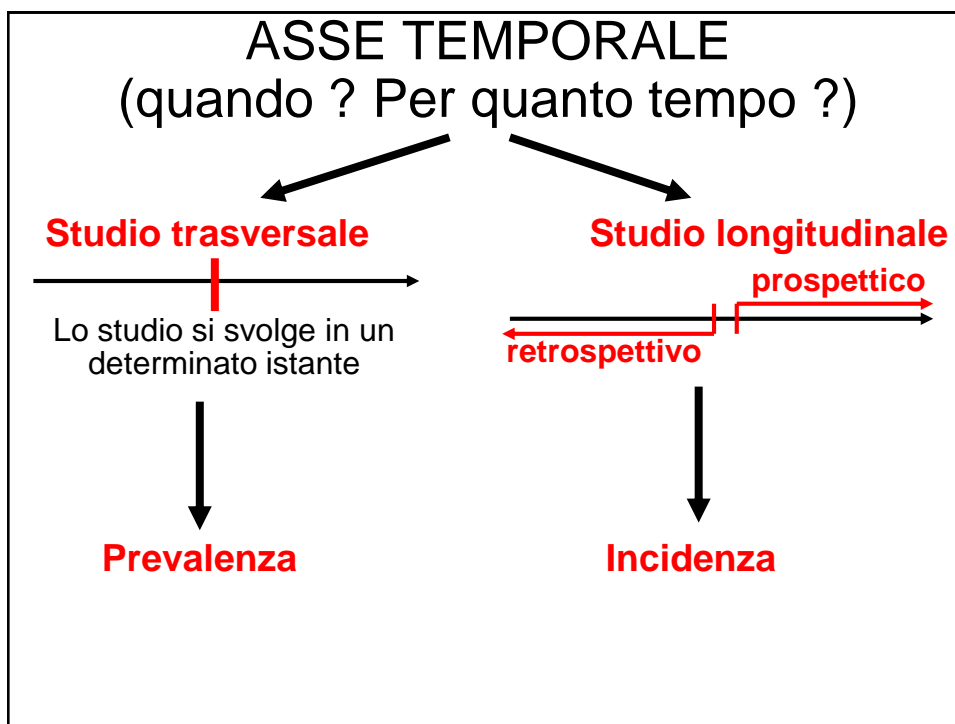 ASSE TEMPORALE
(quando ? Per quanto tempo ?)
Studio trasversale
Lo studio si svolge in un
determinato istante
Prevalenza
Studio longitudinale
prospettico
retrospettivo
Incidenza